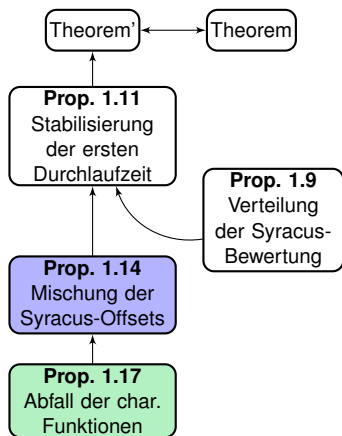 Theorem' Theorem
Prop. 1.11
Stabilisierung
der ersten
Durchlaufzeit
Prop. 1.9
Verteilung
der Syracus-
Bewertung
Prop. 1.14
Mischung der
Syracus-Offsets
Prop. 1.17
Abfall der char.
Funktionen